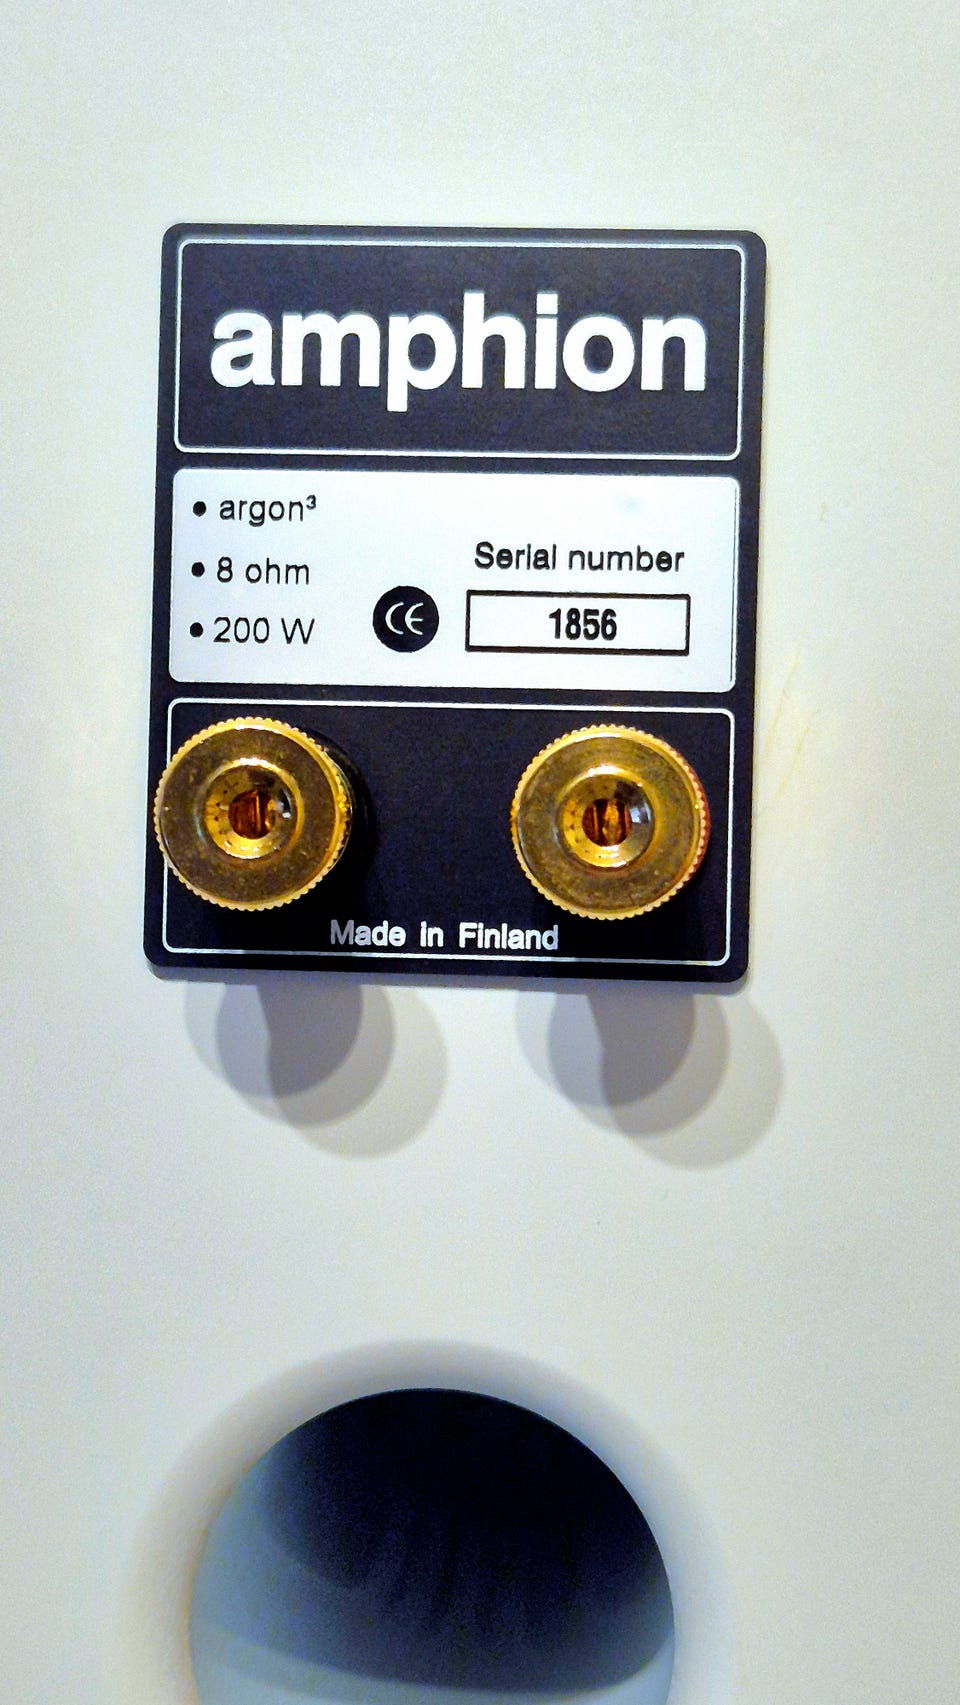 amphion
• argon³
• 8 ohm
• 200 W
CE
Serial number
1856
Made in Finland